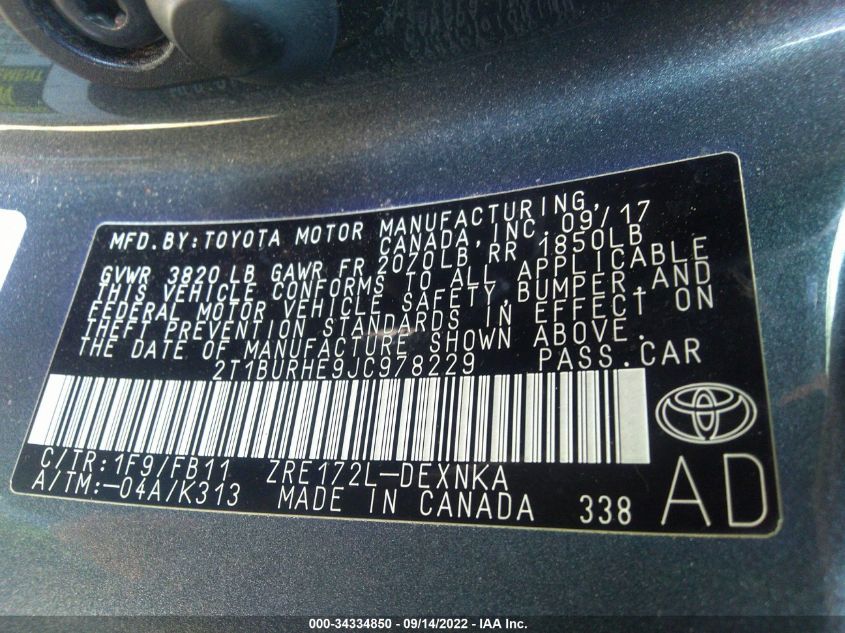 MFD.BY:TOYOTA MOTOR MANUFACTURING,
CANADA,INC. 09/17
GVWR 3820LB GAWR FR 2070LB RR 1850LB
THIS VEHICLE CONFORMS TO ALL APPLICABLE
FEDERAL MOTOR VEHICLE SAFETY,BUMPER,AND
THEFT PREVENTION STANDARDS IN EFFECT ON
THE DATE OF MANUFACTURE SHOWN ABOVE.
2T1BURHE9JC978229 PASS.CAR
C/TR:1F9/FB11 ZRE172L-DEXNKA
A/TM:-04A/K313 MADE IN CANADA 338 AD
000-34334850 - 09/14/2022 - IAA Inc.